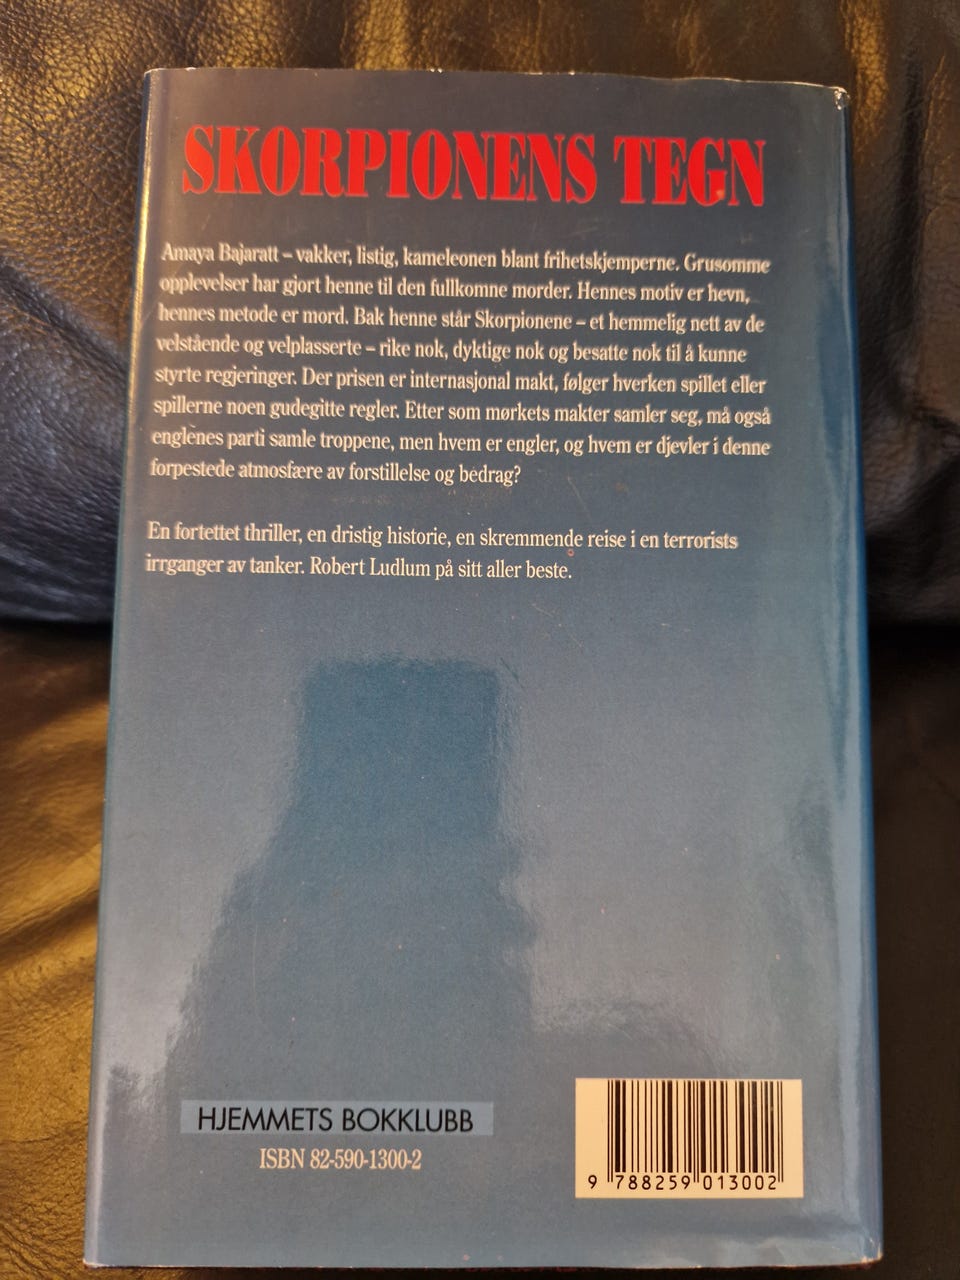 SKORPIONENS TEGN
Amaya Bajaratt – vakker, listig, kameleonen blant frihetskjemperne. Grusomme
opplevelser har gjort henne til den fullkomne morder. Hennes motiv er hevn,
hennes metode er mord. Bak henne står Skorpionene – et hemmelig nett av de
velstående og velplasserte – rike nok, dyktige nok og besatte nok til å kunne
styrte regjeringer. Der prisen er internasjonal makt, følger hverken spillet eller
spillerne noen gudegitte regler. Etter som mørkets makter samler seg, må også
englenes parti samle troppene, men hvem er engler, og hvem er djevler i denne
forpestede atmosfære av forstillelse og bedrag?
En fortettet thriller, en dristig historie, en skremmende reise i en terrorists
irrganger av tanker. Robert Ludlum på sitt aller beste.
HJEMMETS BOKKLUBB
ISBN 82-590-1300-2
9 788259 013002